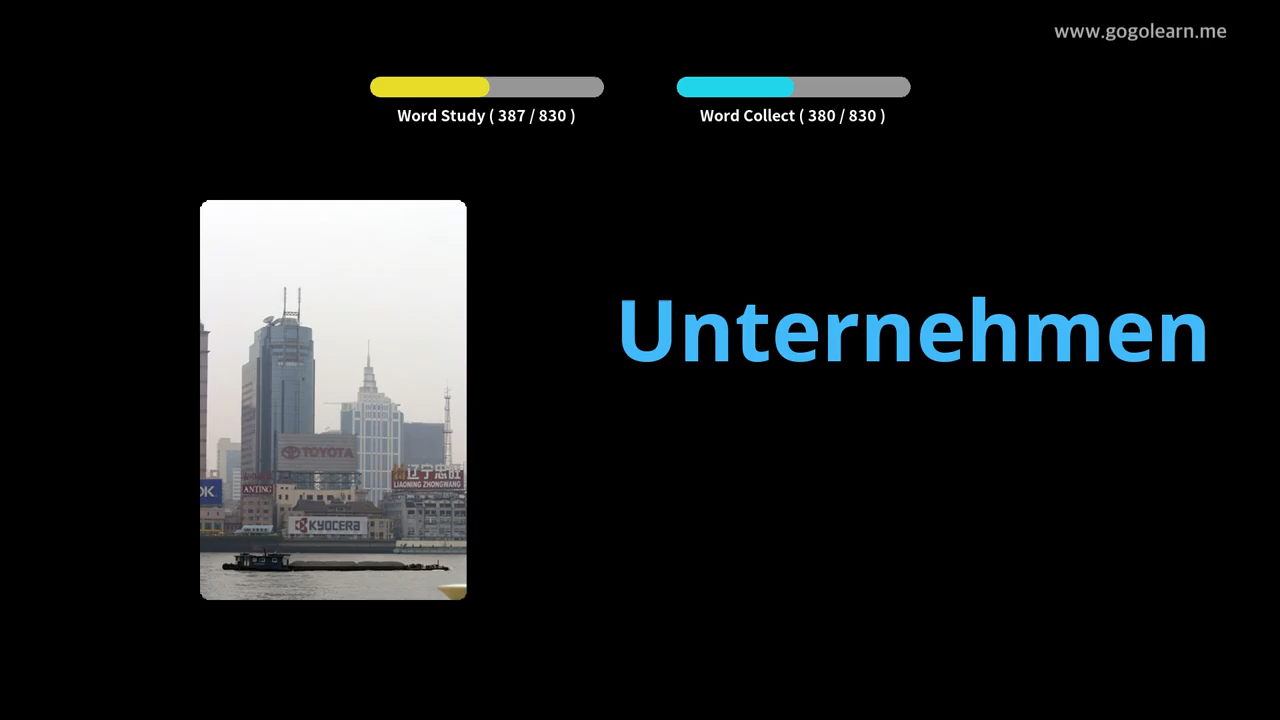 www.gogolearn.me
Word Study ( 387 / 830 )
Word Collect ( 380 / 830 )
Unternehmen
TOYOTA
辽宁忠旺
LIAONING ZHONGWANG
ANTING
KYOCERA